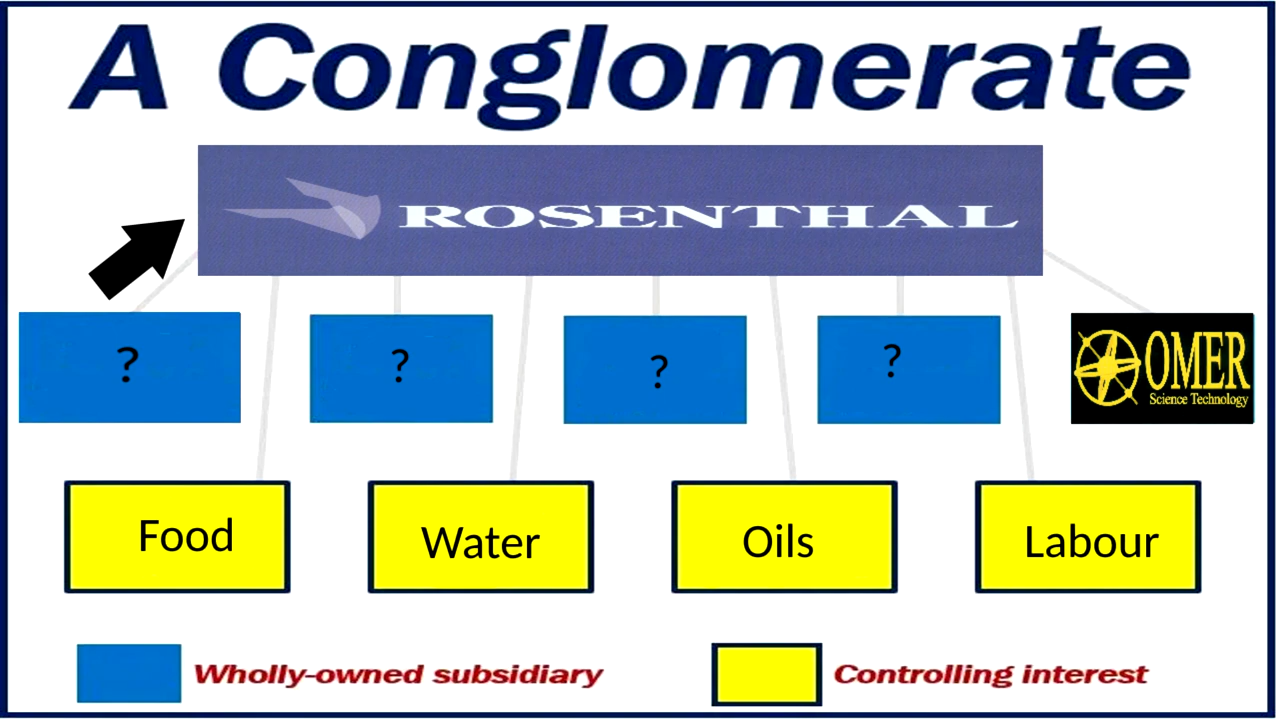 A Conglomerate
ROSENTHAL
?
?
?
?
OMER
Science Technology
Food
Water
Oils
Labour
Wholly-owned subsidiary
Controlling interest